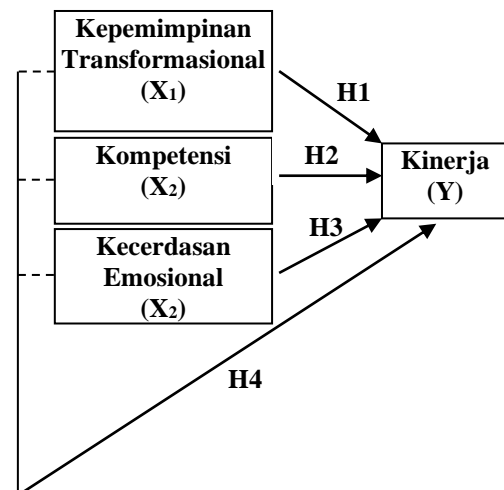 Kepemimpinan
Transformasional
(X₁)
H1
Kompetensi
(X₂)
H2
Kinerja
(Y)
Kecerdasan
Emosional
(X₂)
H3
H4